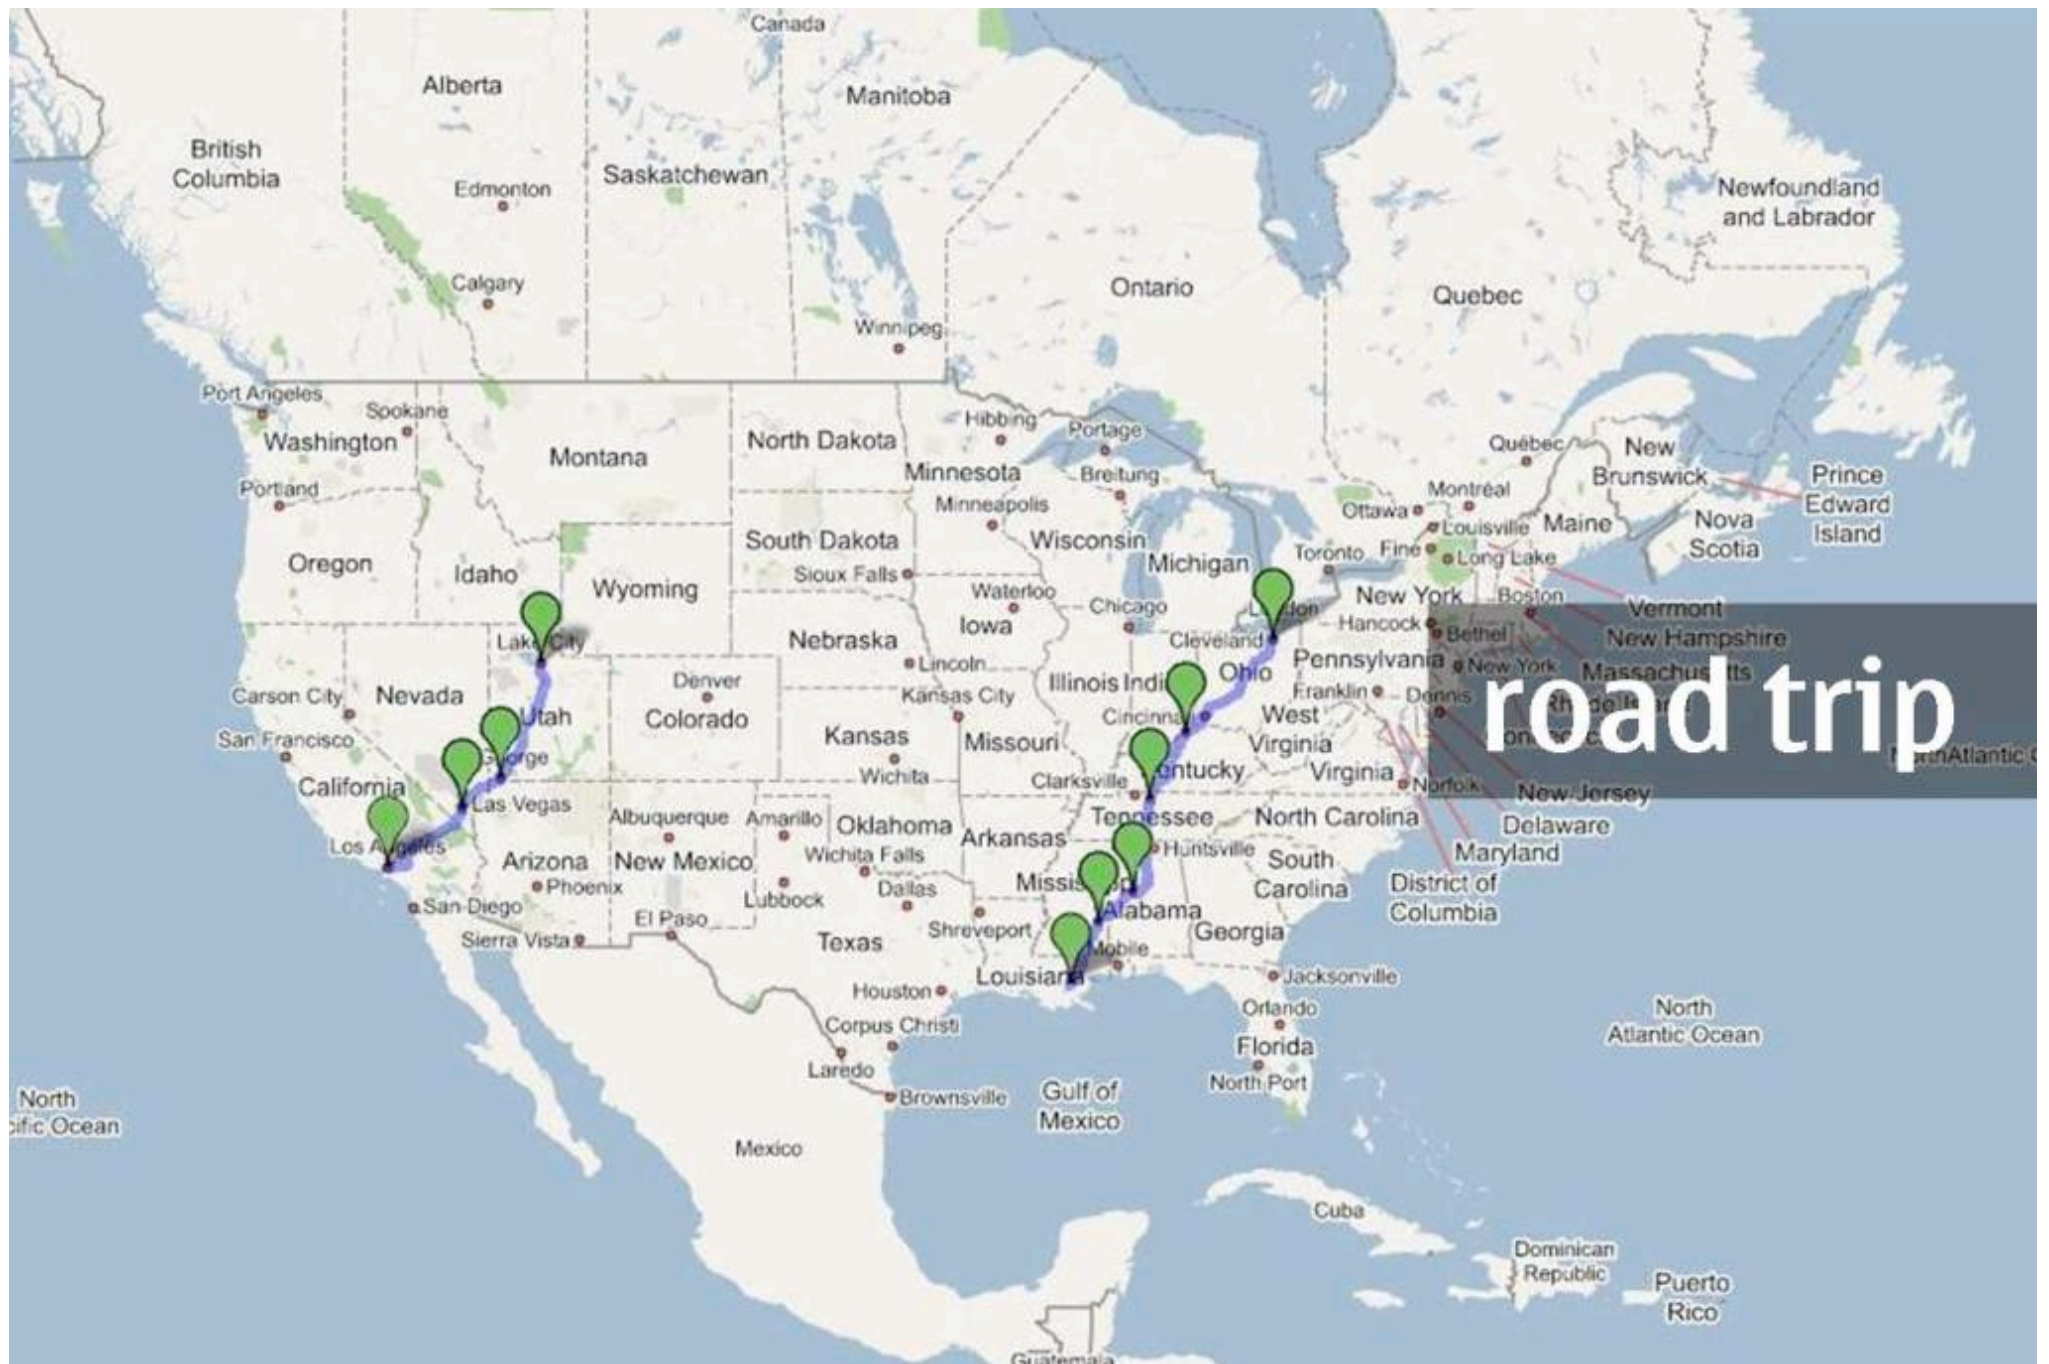 Canada
Alberta
Manitoba
British
Columbia
Saskatchewan
Edmonton
Newfoundland
and Labrador
Calgary
Ontario
Quebec
Winnipeg
Port Angeles
Spokane
Washington
Montana
North Dakota
Hibbing
Portage
Minnesota
Breitung
Québec
New
Brunswick
Prince
Edward
Island
Portland
Minneapolis
Montréal
Ottawa
Louisville
Maine
Nova
Scotia
Oregon
Idaho
Wyoming
South Dakota
Sioux Falls
Wisconsin
Michigan
Toronto
Fine
Long Lake
Waterloo
Iowa
Chicago
New York
Boston
Vermont
Hancock
Bethel
New Hampshire
Lake City
Nebraska
Lincoln
Cleveland
Ohio
Pennsylvania
New York
Massachusetts
Carson City
Nevada
Denver
Colorado
Kansas City
Illinois
Franklin
Dennis
road trip
Utah
San Francisco
Kansas
Wichita
Missouri
West
Virginia
California
Las Vegas
Clarksville
Virginia
Norfolk
New Jersey
Albuquerque
Amarillo
Oklahoma
Arkansas
Tennessee
North Carolina
Delaware
Los Angeles
Arizona
New Mexico
Wichita Falls
Huntsville
South
Carolina
Maryland
Phoenix
Lubbock
Dallas
District of
Columbia
San Diego
El Paso
Shreveport
Alabama
Georgia
Sierra Vista
Texas
Mobile
Louisiana
Jacksonville
Houston
Orlando
North
Atlantic Ocean
Corpus Christi
Florida
Laredo
North Port
Brownsville
Gulf of
Mexico
North
cific Ocean
Mexico
Cuba
Dominican
Republic
Puerto
Rico
Guatemala